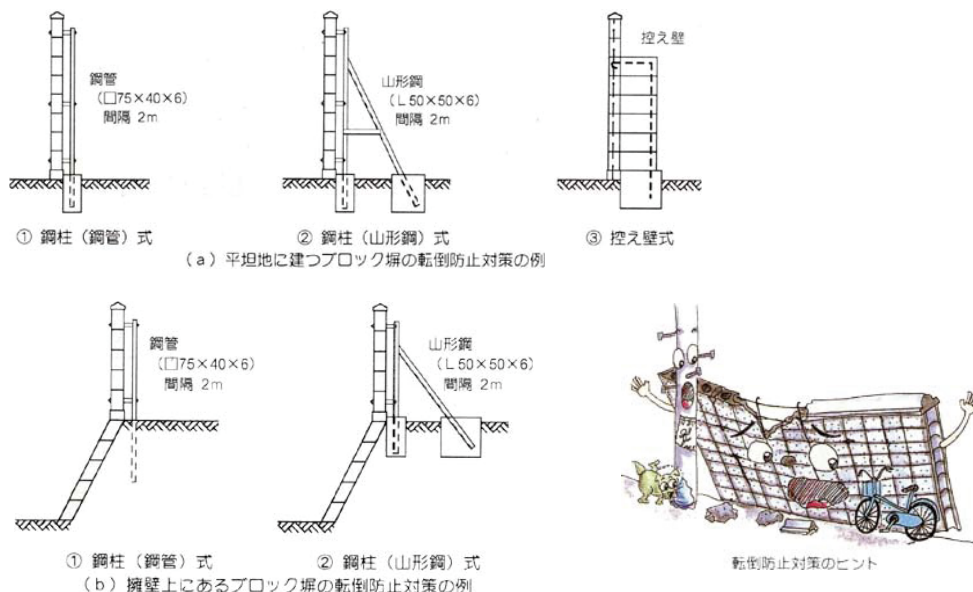 鋼管
(□75×40×6)
間隔 2m
山形鋼
(L50×50×6)
間隔 2m
控え壁
① 鋼柱(鋼管)式
② 鋼柱(山形鋼)式
③ 控え壁式
(a)平坦地に建つブロック塀の転倒防止対策の例
鋼管
(□75×40×6)
間隔 2m
山形鋼
(L50×50×6)
間隔 2m
① 鋼柱(鋼管)式
② 鋼柱(山形鋼)式
(b)擁壁上にあるブロック塀の転倒防止対策の例
転倒防止対策のヒント